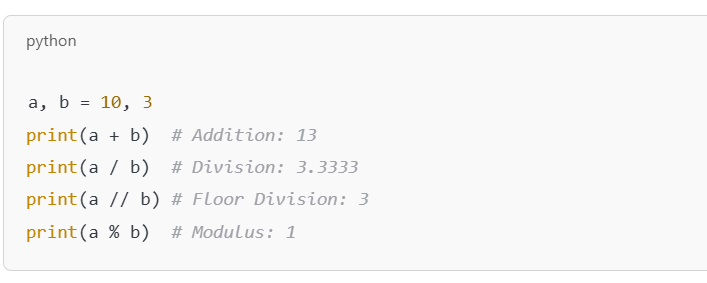 python
a, b = 10, 3
print(a + b)  # Addition: 13
print(a / b)  # Division: 3.3333
print(a // b) # Floor Division: 3
print(a % b)  # Modulus: 1